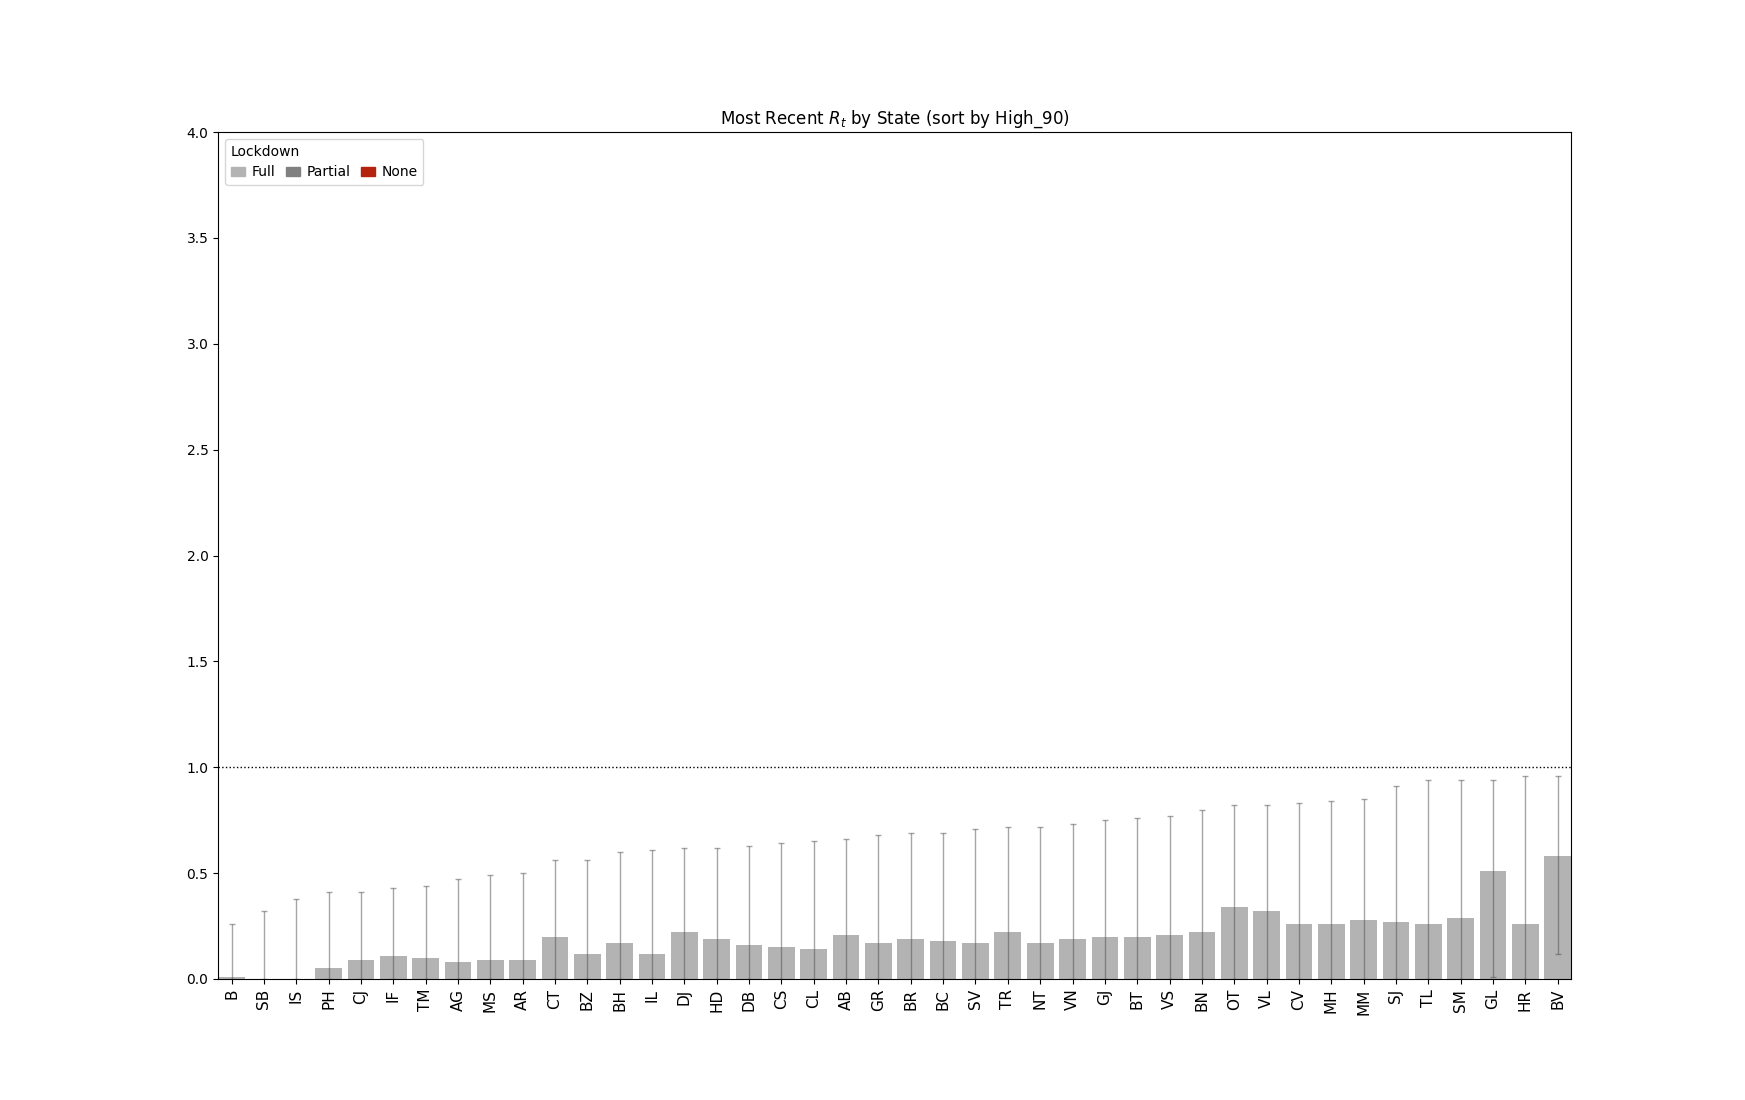 Most Recent R_t by State (sort by High_90)
Lockdown
Full Partial None
4.0
3.5
3.0
2.5
2.0
1.5
1.0
0.5
0.0
B SB IS PH CJ IF TM AG MS AR CT BZ BH IL DJ HD DB CS CL AB GR BR BC SV TR NT VN GJ BT VS BN OT VL CV MH MM SJ TL SM GL HR BV